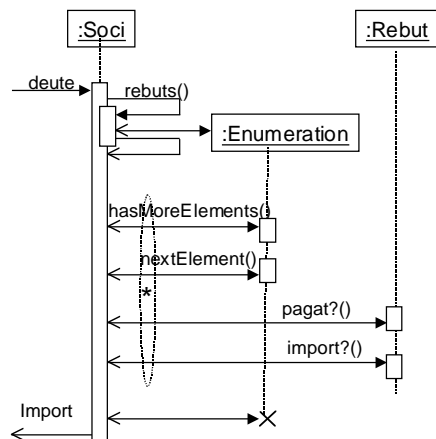 :Soci
:Rebut
deute
rebuts()
:Enumeration
hasMoreElements()
nextElement()
*
pagat?()
import?()
Import